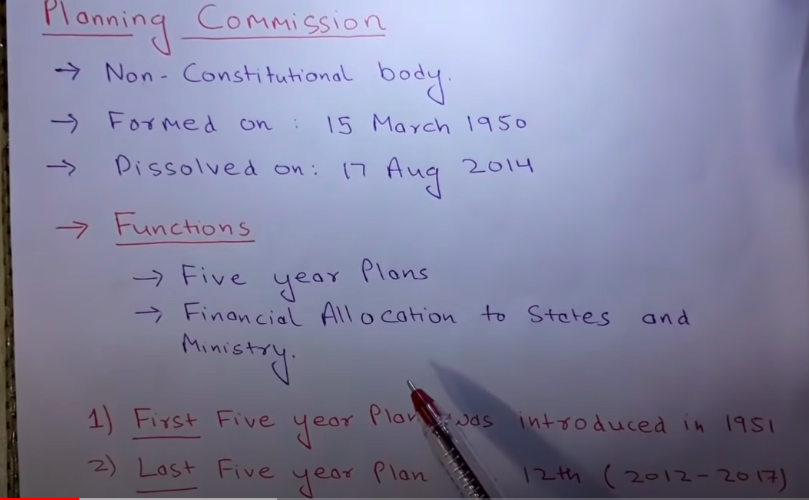 Planning Commission
→ Non-Constitutional body.
→ Formed on : 15 March 1950
→ Dissolved on: 17 Aug 2014
→ Functions
→ Five year Plans
→ Financial Allocation to States and
Ministry.
1) First Five year Plan was introduced in 1951
2) Last Five year Plan 12th (2012-2017)